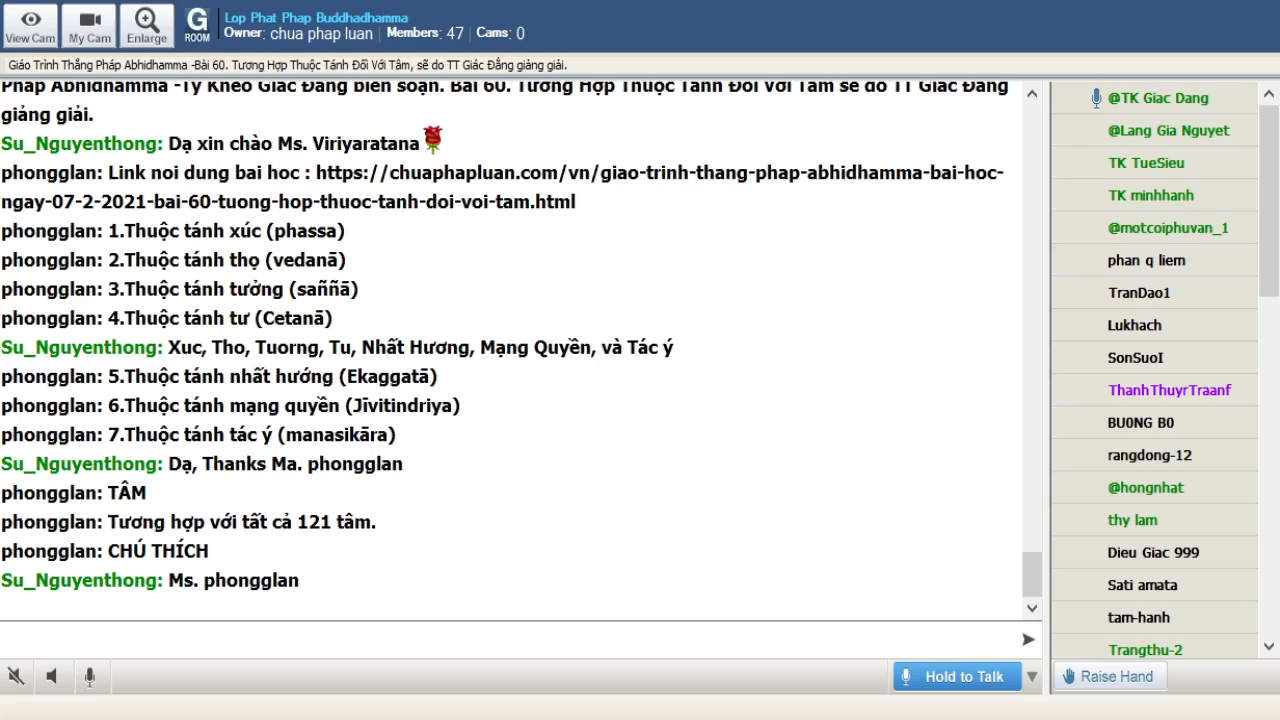 View Cam
My Cam
Enlarge
G
ROOM
Lop Phat Phap Buddhadhamma
Owner: chua phap luan | Members: 47 | Cams: 0
Giáo Trình Thắng Pháp Abhidhamma -Bài 60. Tương Hợp Thuộc Tánh Đối Với Tâm, sẽ do TT Giác Đẳng giảng giải.
Pháp Abhidhamma -Tỳ Kheo Giác Đẳng biên soạn. Bài 60. Tương Hợp Thuộc Tánh Đối Với Tâm sẽ do TT Giác Đẳng
giảng giải.
Su_Nguyenthong: Dạ xin chào Ms. Viriyaratana
phongglan: Link noi dung bai hoc : https://chuaphapluan.com/vn/giao-trinh-thang-phap-abhidhamma-bai-hoc-
ngay-07-2-2021-bai-60-tuong-hop-thuoc-tanh-doi-voi-tam.html
phongglan: 1.Thuộc tánh xúc (phassa)
phongglan: 2.Thuộc tánh thọ (vedanā)
phongglan: 3.Thuộc tánh tưởng (saññā)
phongglan: 4.Thuộc tánh tư (Cetanā)
Su_Nguyenthong: Xuc, Tho, Tuorng, Tu, Nhất Hương, Mạng Quyền, và Tác ý
phongglan: 5.Thuộc tánh nhất hướng (Ekaggatā)
phongglan: 6.Thuộc tánh mạng quyền (Jīvitindriya)
phongglan: 7.Thuộc tánh tác ý (manasikāra)
Su_Nguyenthong: Dạ, Thanks Ma. phongglan
phongglan: TÂM
phongglan: Tương hợp với tất cả 121 tâm.
phongglan: CHÚ THÍCH
Su_Nguyenthong: Ms. phongglan
@TK Giac Dang
@Lang Gia Nguyet
TK TueSieu
TK minhhanh
@motcoiphuvan_1
phan q liem
TranDao1
Lukhach
SonSuoI
ThanhThuyrTraanf
BU0NG B0
rangdong-12
@hongnhat
thy lam
Dieu Giac 999
Sati amata
tam-hanh
Trangthu-2
Hold to Talk
Raise Hand